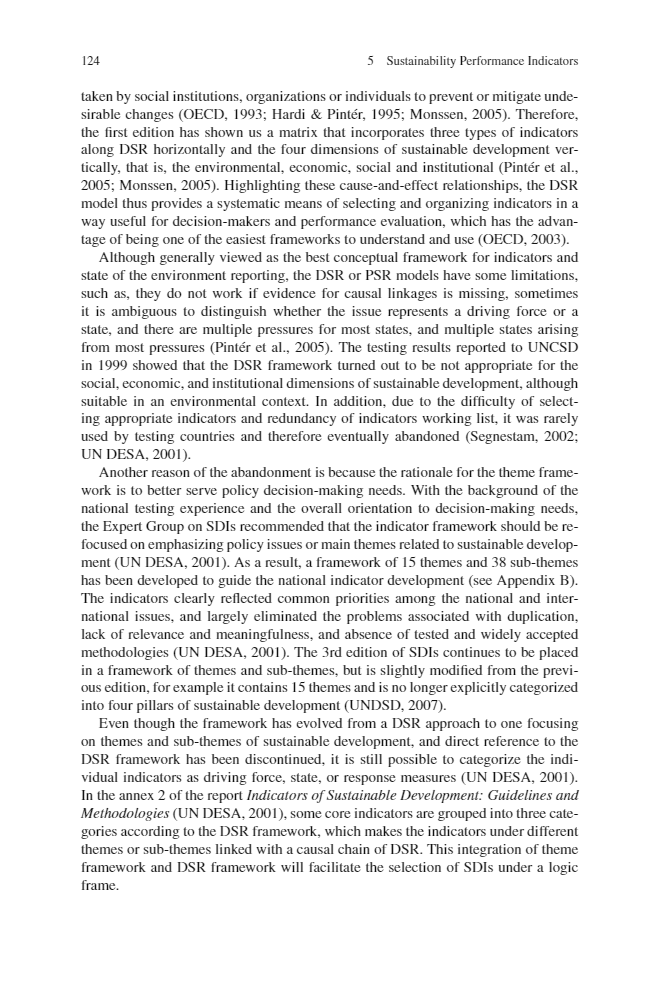 124
5 Sustainability Performance Indicators
taken by social institutions, organizations or individuals to prevent or mitigate unde-
sirable changes (OECD, 1993; Hardi & Pintér, 1995; Monssen, 2005). Therefore,
the first edition has shown us a matrix that incorporates three types of indicators
along DSR horizontally and the four dimensions of sustainable development ver-
tically, that is, the environmental, economic, social and institutional (Pintér et al.,
2005; Monssen, 2005). Highlighting these cause-and-effect relationships, the DSR
model thus provides a systematic means of selecting and organizing indicators in a
way useful for decision-makers and performance evaluation, which has the advan-
tage of being one of the easiest frameworks to understand and use (OECD, 2003).
Although generally viewed as the best conceptual framework for indicators and
state of the environment reporting, the DSR or PSR models have some limitations,
such as, they do not work if evidence for causal linkages is missing, sometimes
it is ambiguous to distinguish whether the issue represents a driving force or a
state, and there are multiple pressures for most states, and multiple states arising
from most pressures (Pintér et al., 2005). The testing results reported to UNCSD
in 1999 showed that the DSR framework turned out to be not appropriate for the
social, economic, and institutional dimensions of sustainable development, although
suitable in an environmental context. In addition, due to the difficulty of select-
ing appropriate indicators and redundancy of indicators working list, it was rarely
used by testing countries and therefore eventually abandoned (Segnestam, 2002;
UN DESA, 2001).
Another reason of the abandonment is because the rationale for the theme frame-
work is to better serve policy decision-making needs. With the background of the
national testing experience and the overall orientation to decision-making needs,
the Expert Group on SDIs recommended that the indicator framework should be re-
focused on emphasizing policy issues or main themes related to sustainable develop-
ment (UN DESA, 2001). As a result, a framework of 15 themes and 38 sub-themes
has been developed to guide the national indicator development (see Appendix B).
The indicators clearly reflected common priorities among the national and inter-
national issues, and largely eliminated the problems associated with duplication,
lack of relevance and meaningfulness, and absence of tested and widely accepted
methodologies (UN DESA, 2001). The 3rd edition of SDIs continues to be placed
in a framework of themes and sub-themes, but is slightly modified from the previ-
ous edition, for example it contains 15 themes and is no longer explicitly categorized
into four pillars of sustainable development (UNDSD, 2007).
Even though the framework has evolved from a DSR approach to one focusing
on themes and sub-themes of sustainable development, and direct reference to the
DSR framework has been discontinued, it is still possible to categorize the indi-
vidual indicators as driving force, state, or response measures (UN DESA, 2001).
In the annex 2 of the report Indicators of Sustainable Development: Guidelines and
Methodologies (UN DESA, 2001), some core indicators are grouped into three cate-
gories according to the DSR framework, which makes the indicators under different
themes or sub-themes linked with a causal chain of DSR. This integration of theme
framework and DSR framework will facilitate the selection of SDIs under a logic
frame.